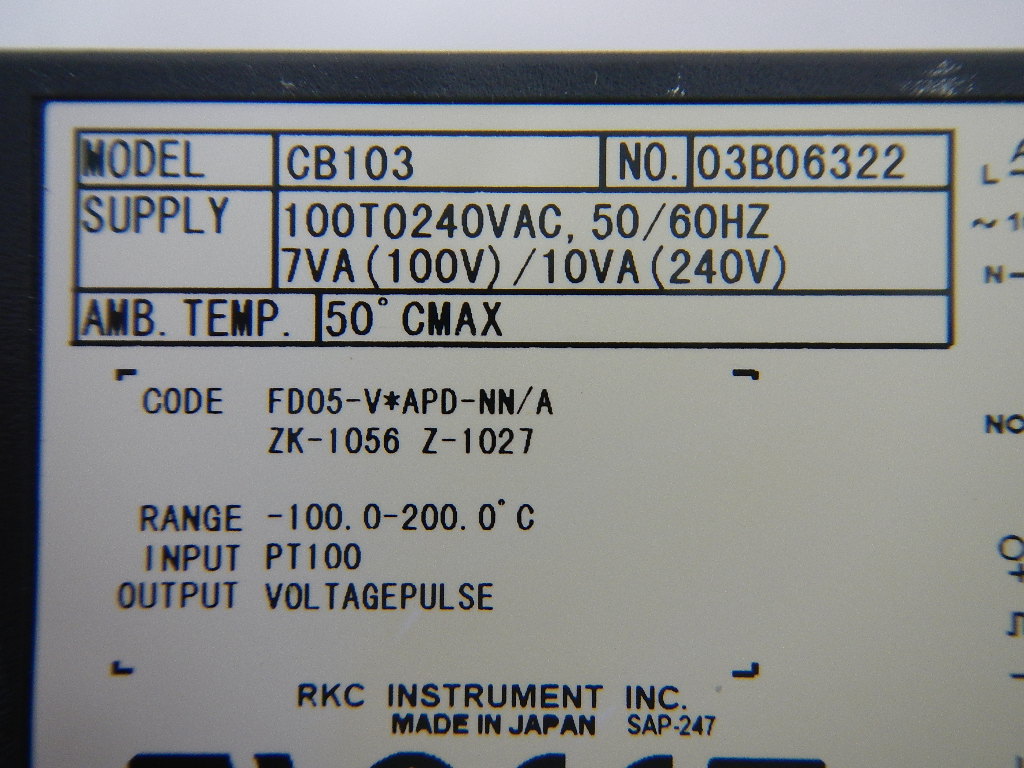 MODEL CB103 NO. 03B06322
SUPPLY 100TO240VAC, 50/60HZ
7VA(100V)/10VA(240V)
AMB. TEMP. 50°CMAX
CODE FD05-V*APD-NN/A
ZK-1056 Z-1027
RANGE -100.0-200.0°C
INPUT PT100
OUTPUT VOLTAGEPULSE
RKC INSTRUMENT INC.
MADE IN JAPAN SAP-247
L
N
NO